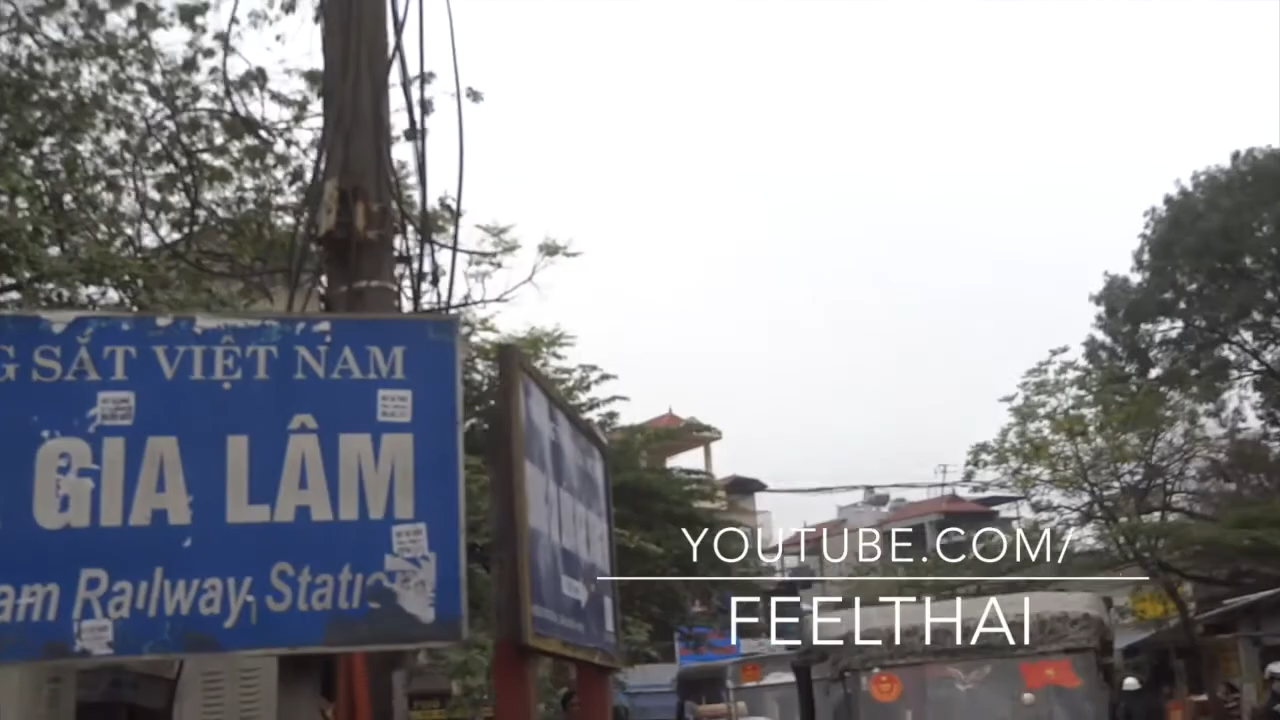 G SẮT VIỆT NAM
GIA LÂM
am Railway Statio
YOUTUBE.COM/
FEELTHAI